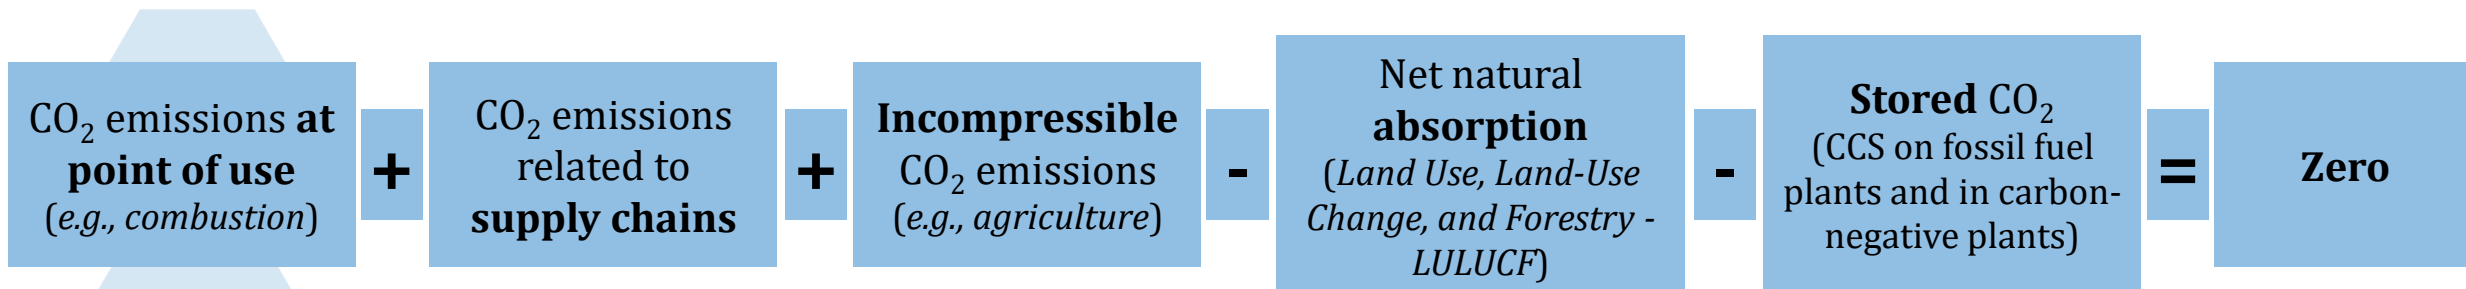 CO₂ emissions at
point of use
(e.g., combustion)
+
CO₂ emissions
related to
supply chains
+
Incompressible
CO₂ emissions
(e.g., agriculture)
-
Net natural
absorption
(Land Use, Land-Use
Change, and Forestry -
LULUCF)
-
Stored CO₂
(CCS on fossil fuel
plants and in carbon-
negative plants)
=
Zero